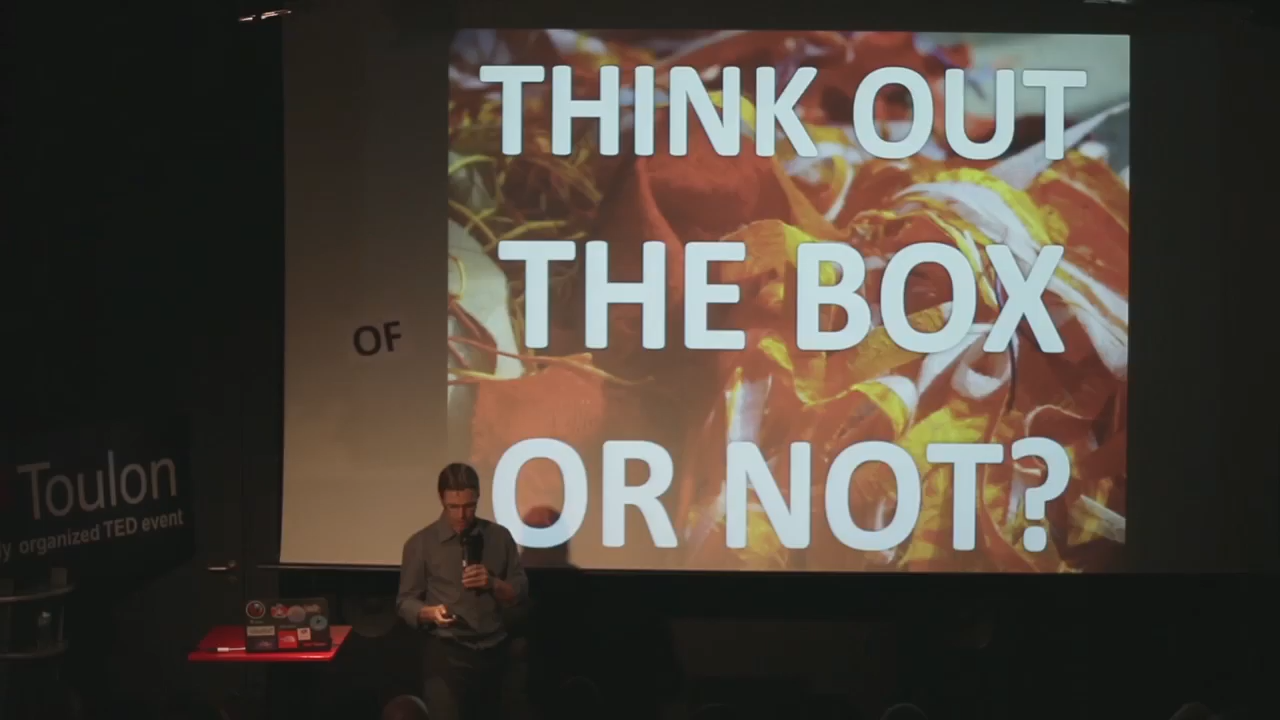 THINK OUT
THE BOX
OR NOT?
OF
Toulon
organized TED event